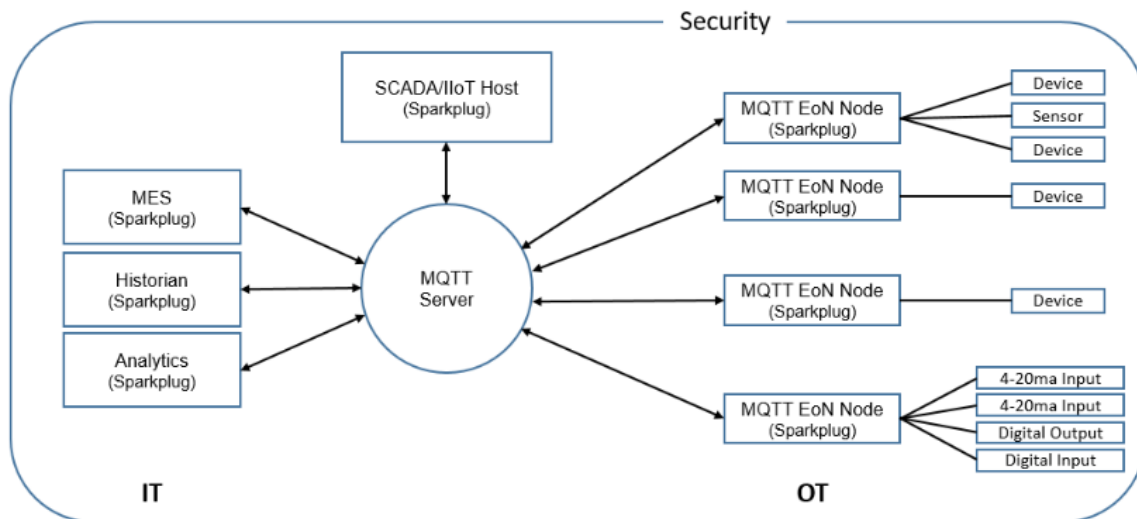 Security
SCADA/IIoT Host
(Sparkplug)
MES
(Sparkplug)
Historian
(Sparkplug)
Analytics
(Sparkplug)
MQTT
Server
MQTT EoN Node
(Sparkplug)
Device
Sensor
Device
MQTT EoN Node
(Sparkplug)
Device
MQTT EoN Node
(Sparkplug)
Device
MQTT EoN Node
(Sparkplug)
4-20ma Input
4-20ma Input
Digital Output
Digital Input
IT
OT